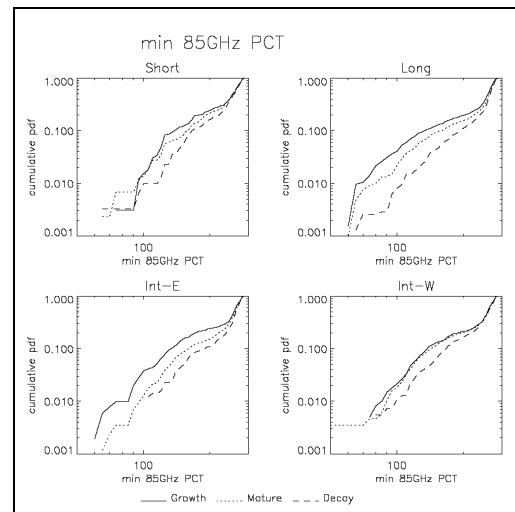 min 85GHz PCT
Short
1.000
0.100
0.010
0.001
cumulative pdf
100
min 85GHz PCT
Long
1.000
0.100
0.010
0.001
cumulative pdf
100
min 85GHz PCT
Int-E
1.000
0.100
0.010
0.001
cumulative pdf
100
min 85GHz PCT
Int-W
1.000
0.100
0.010
0.001
cumulative pdf
100
min 85GHz PCT
Growth Mature Decay